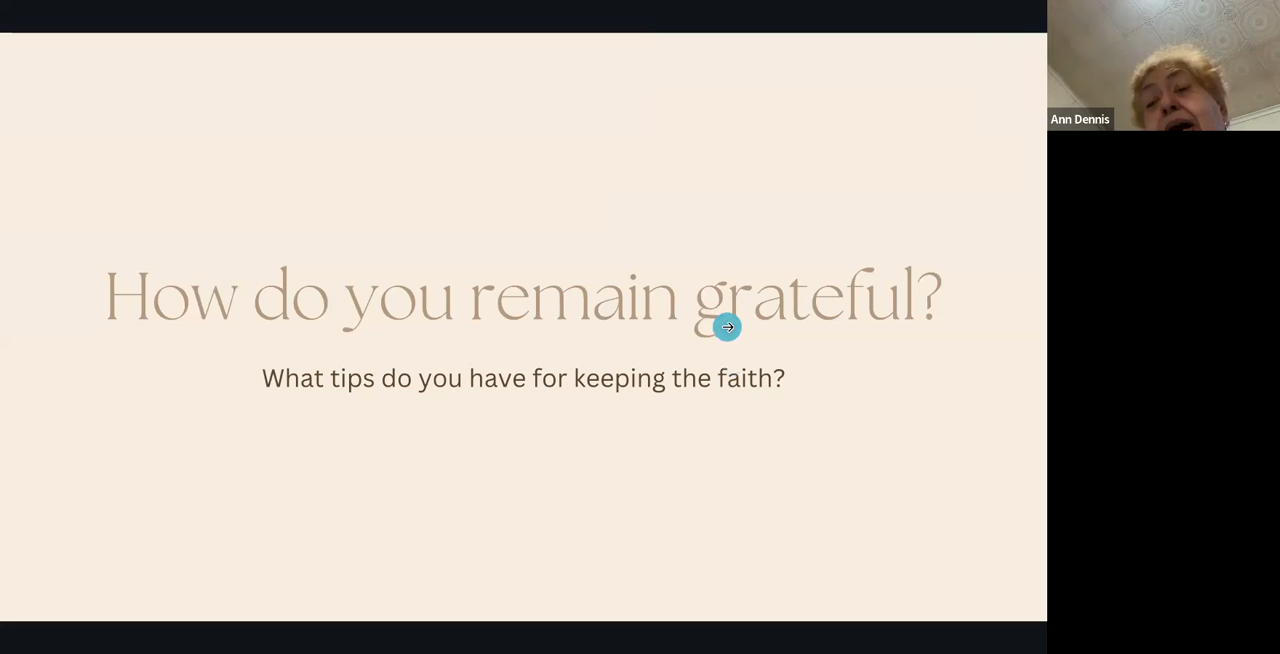 How do you remain grateful?
What tips do you have for keeping the faith?
Ann Dennis